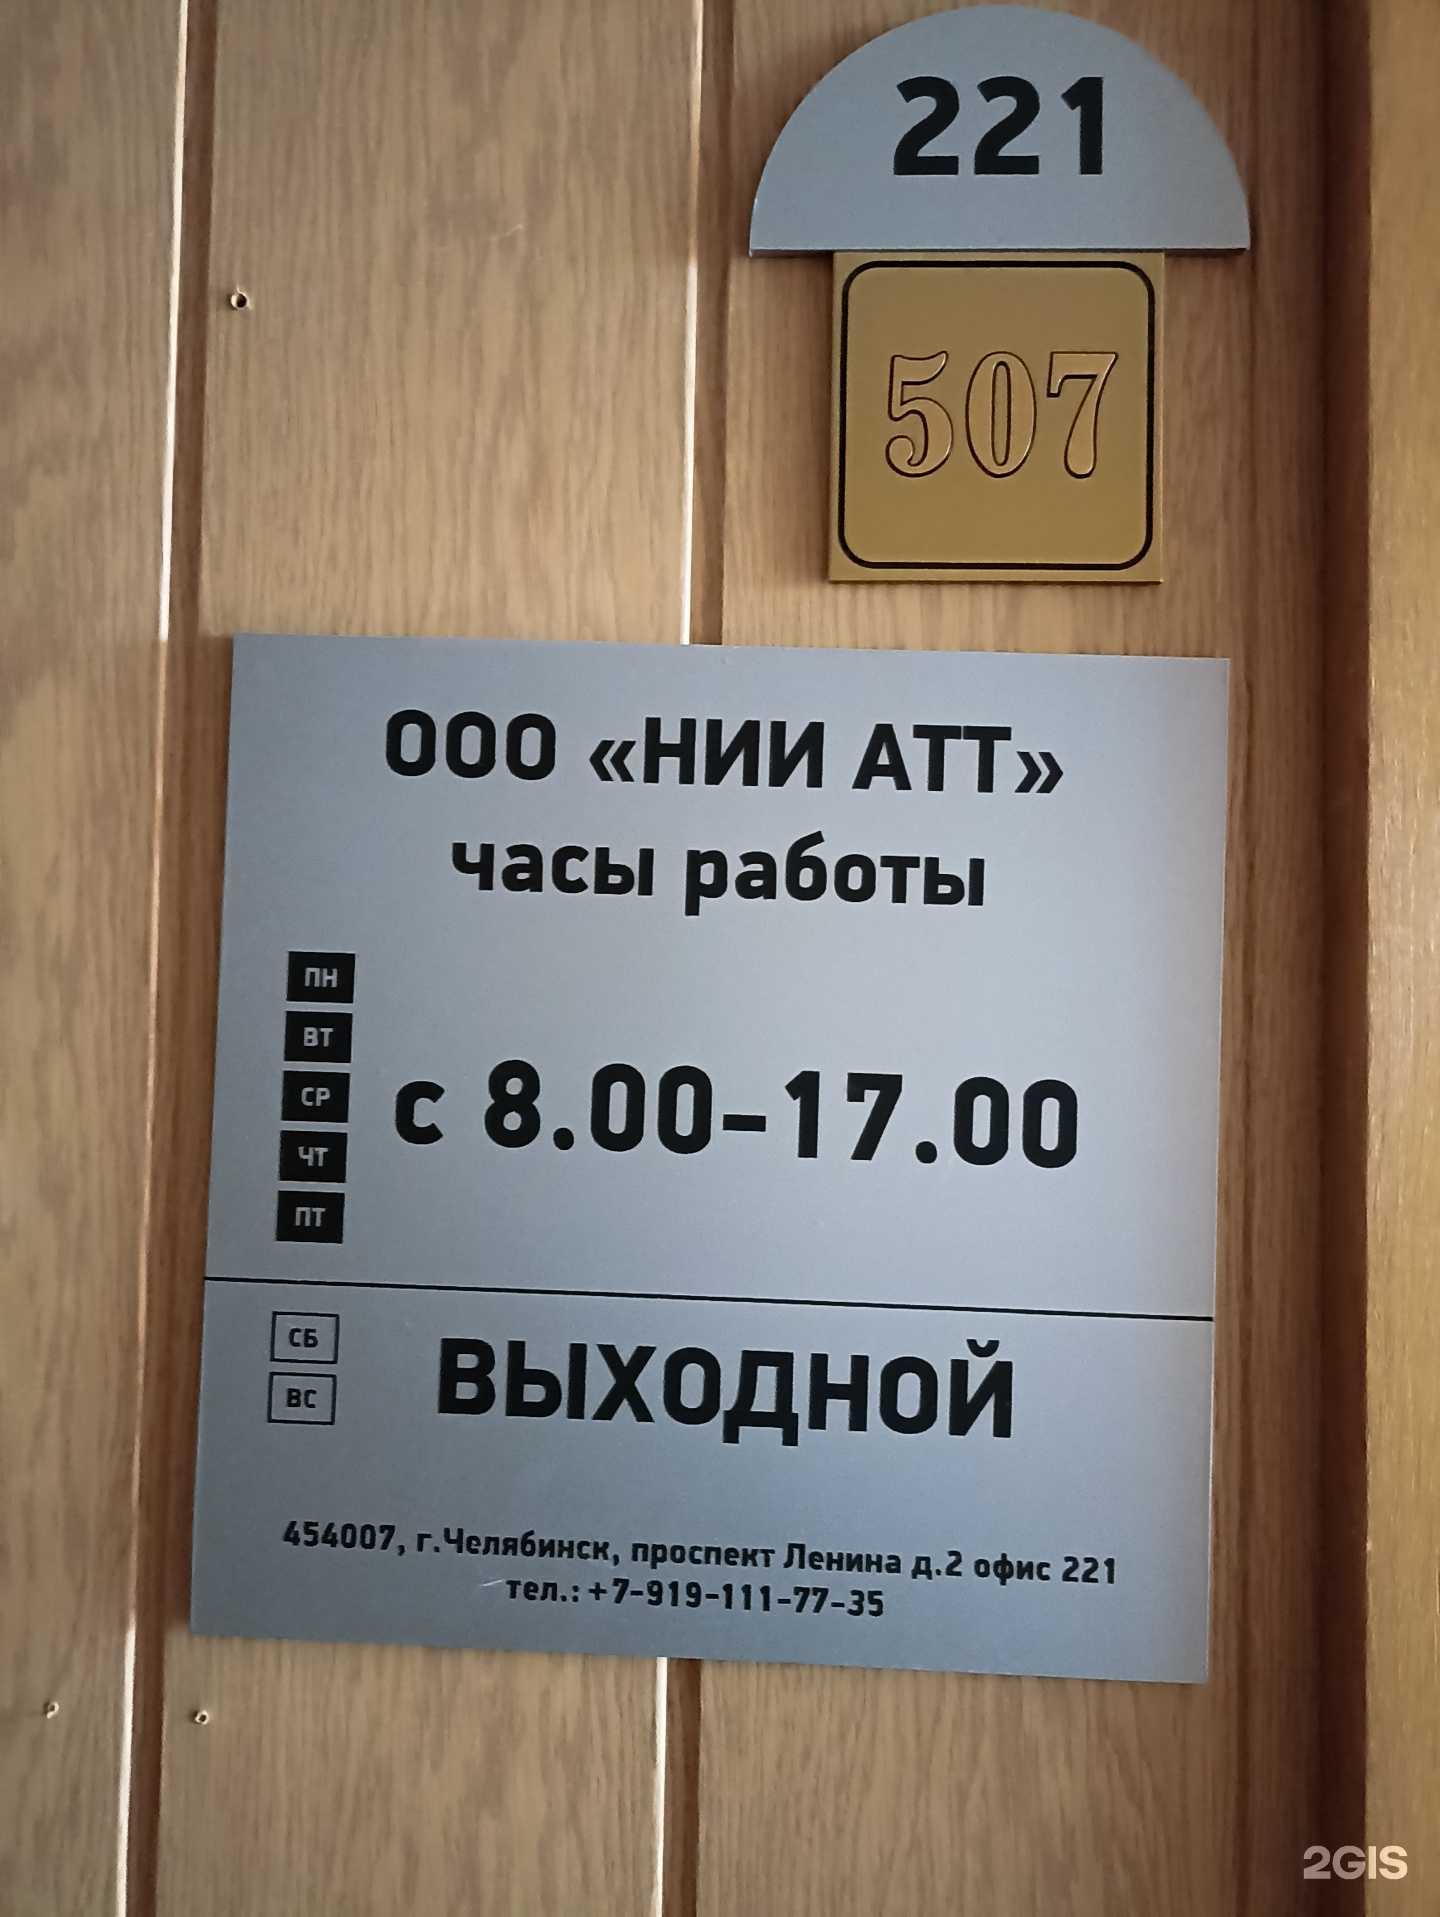 221
507
ООО «НИИ АТТ»
часы работы
ПН
ВТ
СР
ЧТ
ПТ
с 8.00-17.00
СБ
ВС
ВЫХОДНОЙ
454007, г.Челябинск, проспект Ленина д.2 офис 221
тел.: +7-919-111-77-35
2GIS